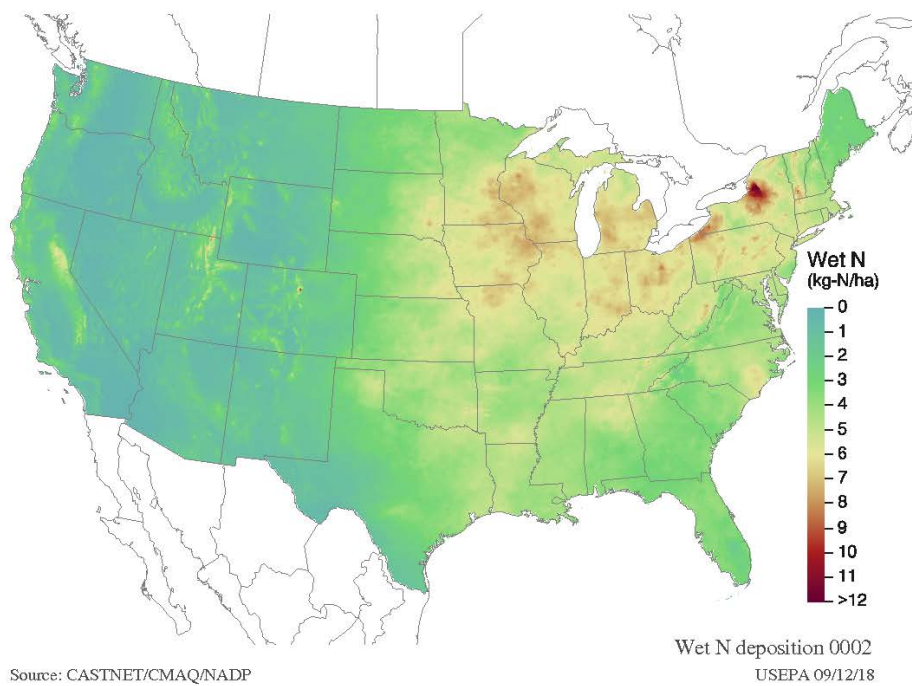 Wet N
(kg-N/ha)
0
1
2
3
4
5
6
7
8
9
10
11
>12
Wet N deposition 0002
Source: CASTNET/CMAQ/NADP
USEPA 09/12/18